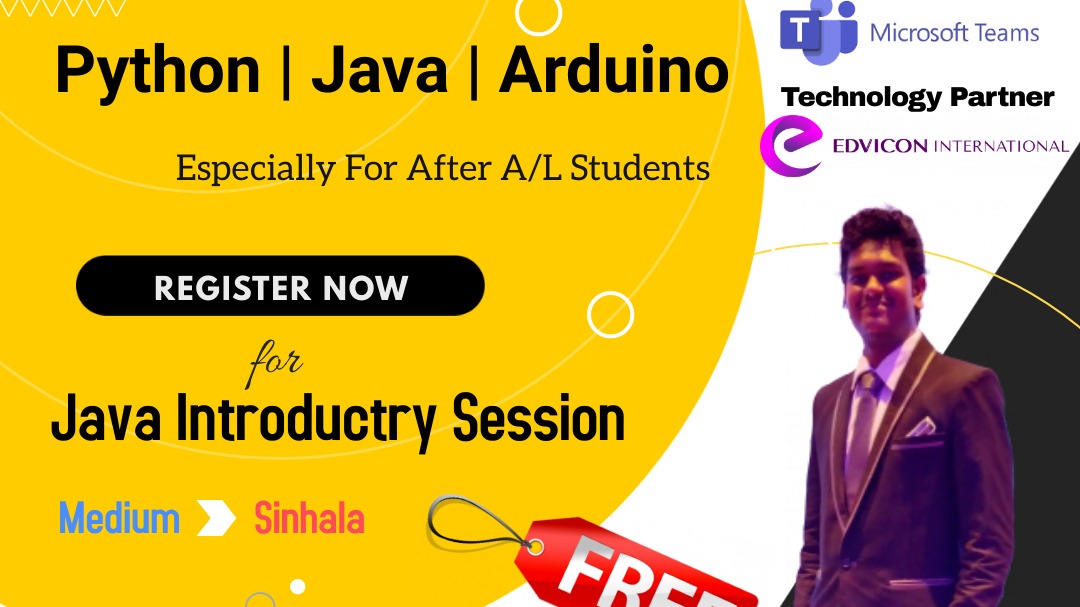 Python | Java | Arduino
Especially For After A/L Students
REGISTER NOW
for
Java Introductry Session
Medium Sinhala
FREE
T Microsoft Teams
Technology Partner
EDVICON INTERNATIONAL